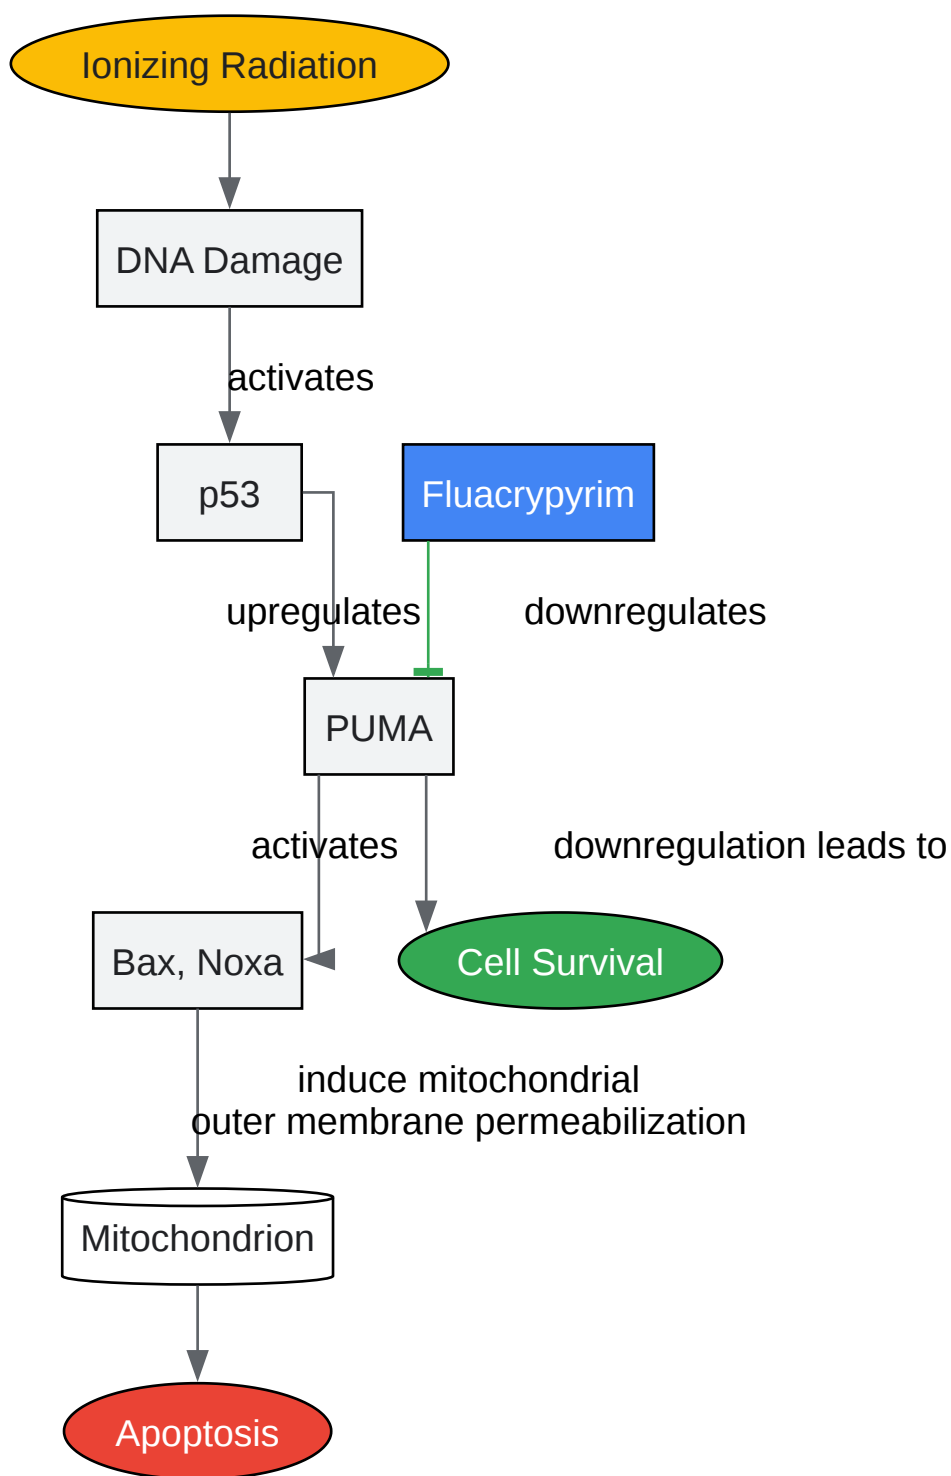 Ionizing Radiation
DNA Damage
activates
p53
Fluacrypyrim
upregulates
downregulates
PUMA
activates
downregulation leads to
Bax, Noxa
Cell Survival
induce mitochondrial
outer membrane permeabilization
Mitochondrion
Apoptosis